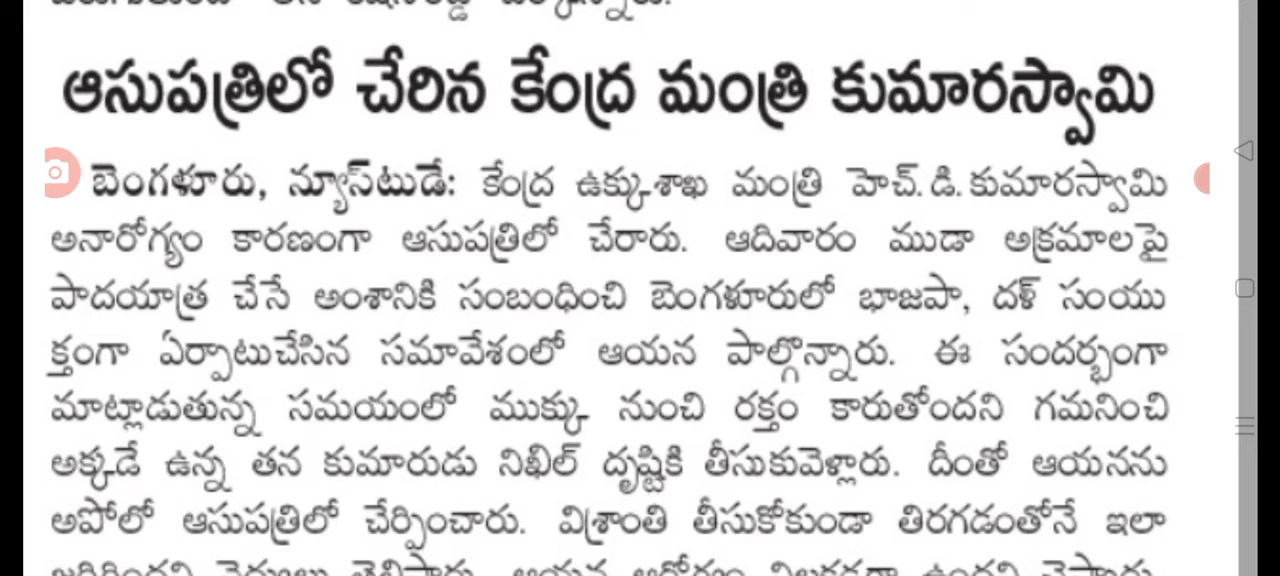 ఆసుపత్రిలో చేరిన కేంద్ర మంత్రి కుమారస్వామి
బెంగళూరు, న్యూస్‌టుడే: కేంద్ర ఉక్కుశాఖ మంత్రి హెచ్.డి.కుమారస్వామి
అనారోగ్యం కారణంగా ఆసుపత్రిలో చేరారు. ఆదివారం ముడా అక్రమాలపై
పాదయాత్ర చేసే అంశానికి సంబంధించి బెంగళూరులో భాజపా, దళ్ సంయు
క్తంగా ఏర్పాటుచేసిన సమావేశంలో ఆయన పాల్గొన్నారు. ఈ సందర్భంగా
మాట్లాడుతున్న సమయంలో ముక్కు నుంచి రక్తం కారుతోందని గమనించి
అక్కడే ఉన్న తన కుమారుడు నిఖిల్ దృష్టికి తీసుకువెళ్లారు. దీంతో ఆయనను
అపోలో ఆసుపత్రిలో చేర్పించారు. విశ్రాంతి తీసుకోకుండా తిరగడంతోనే ఇలా